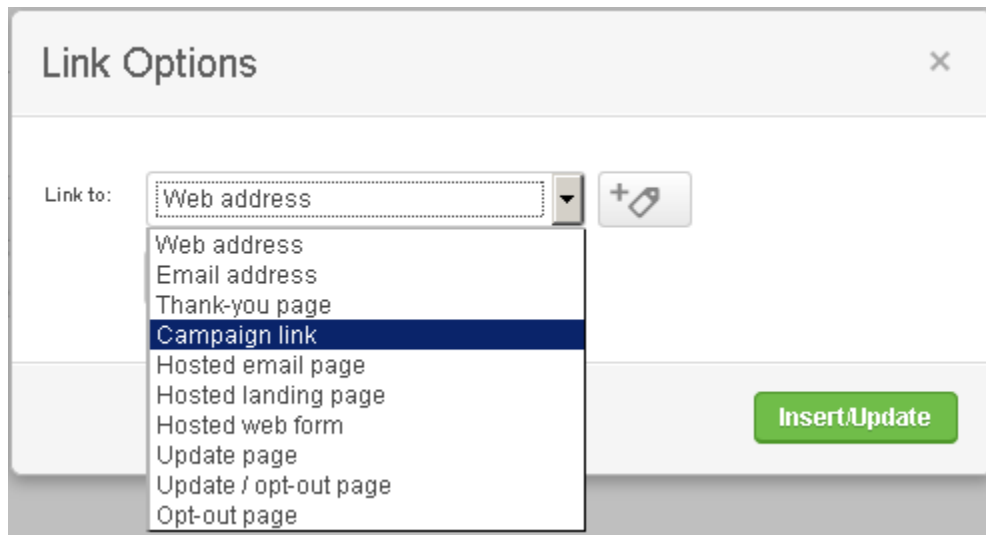 Link Options
Link to:
Web address
Web address
Email address
Thank-you page
Campaign link
Hosted email page
Hosted landing page
Hosted web form
Update page
Update / opt-out page
Opt-out page
Insert/Update